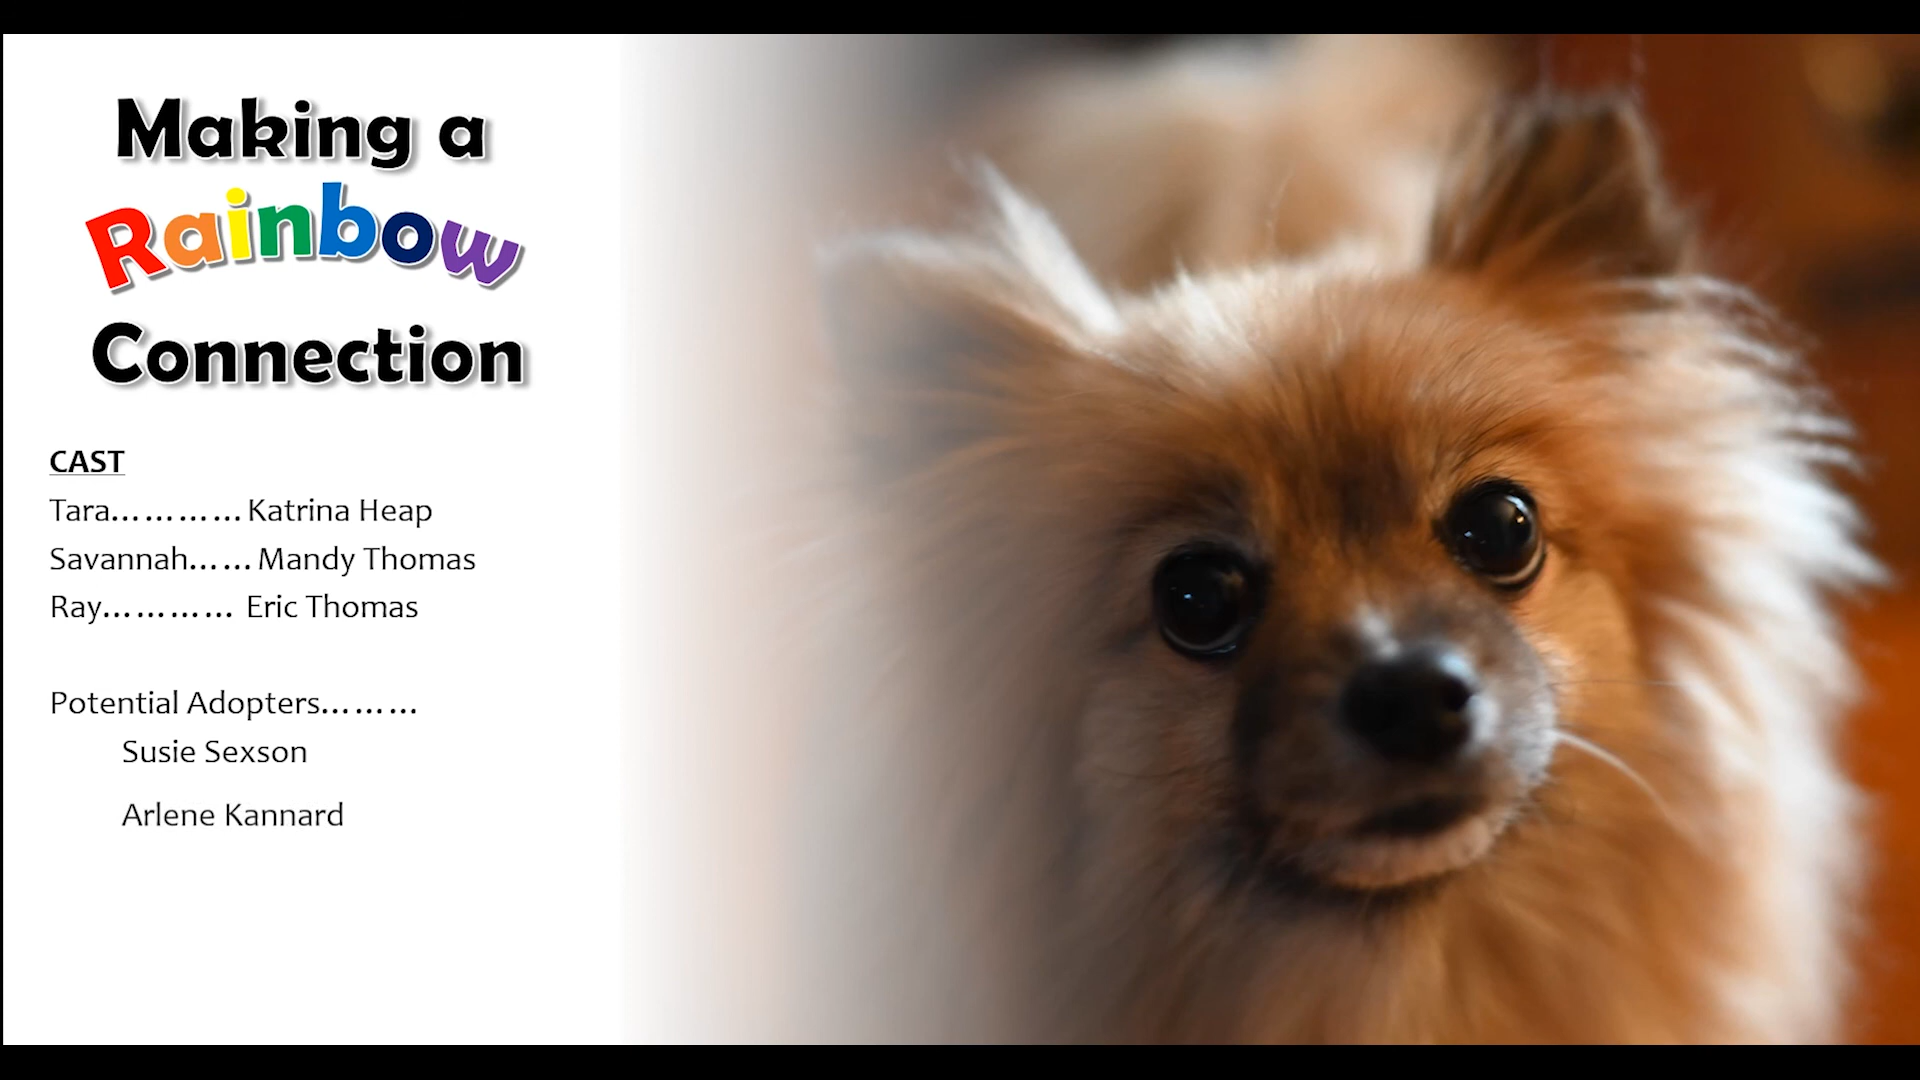 Making a
Rainbow
Connection
CAST
Tara…………Katrina Heap
Savannah……Mandy Thomas
Ray………… Eric Thomas
Potential Adopters………
Susie Sexson
Arlene Kannard